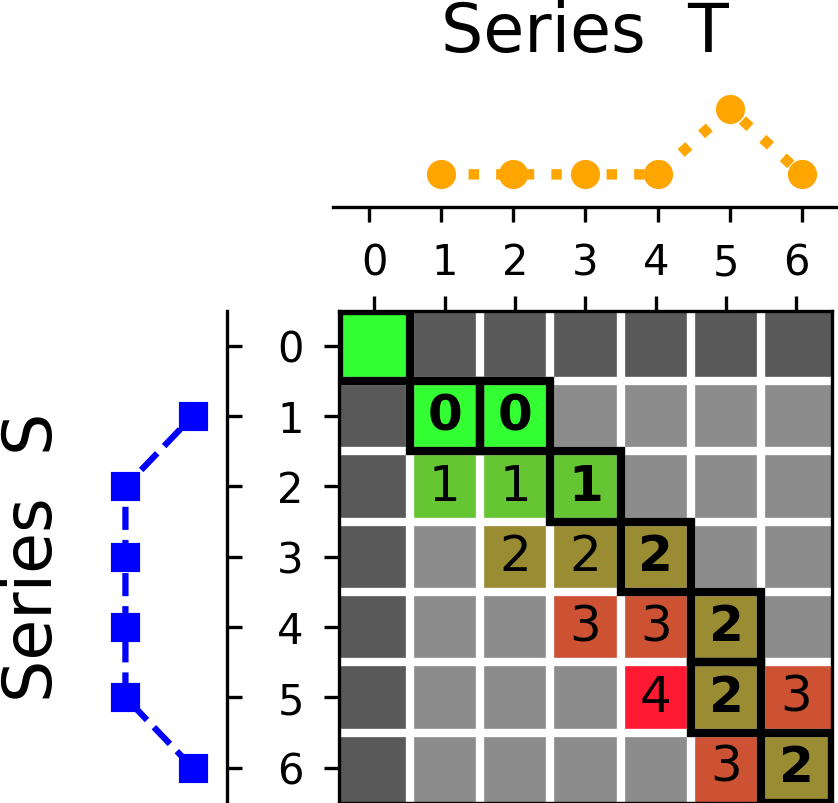 Series T
0 1 2 3 4 5 6
Series S
0
1 0 0
2 1 1 1
3 2 2 2
4 3 3 2
5 4 2 3
6 3 2